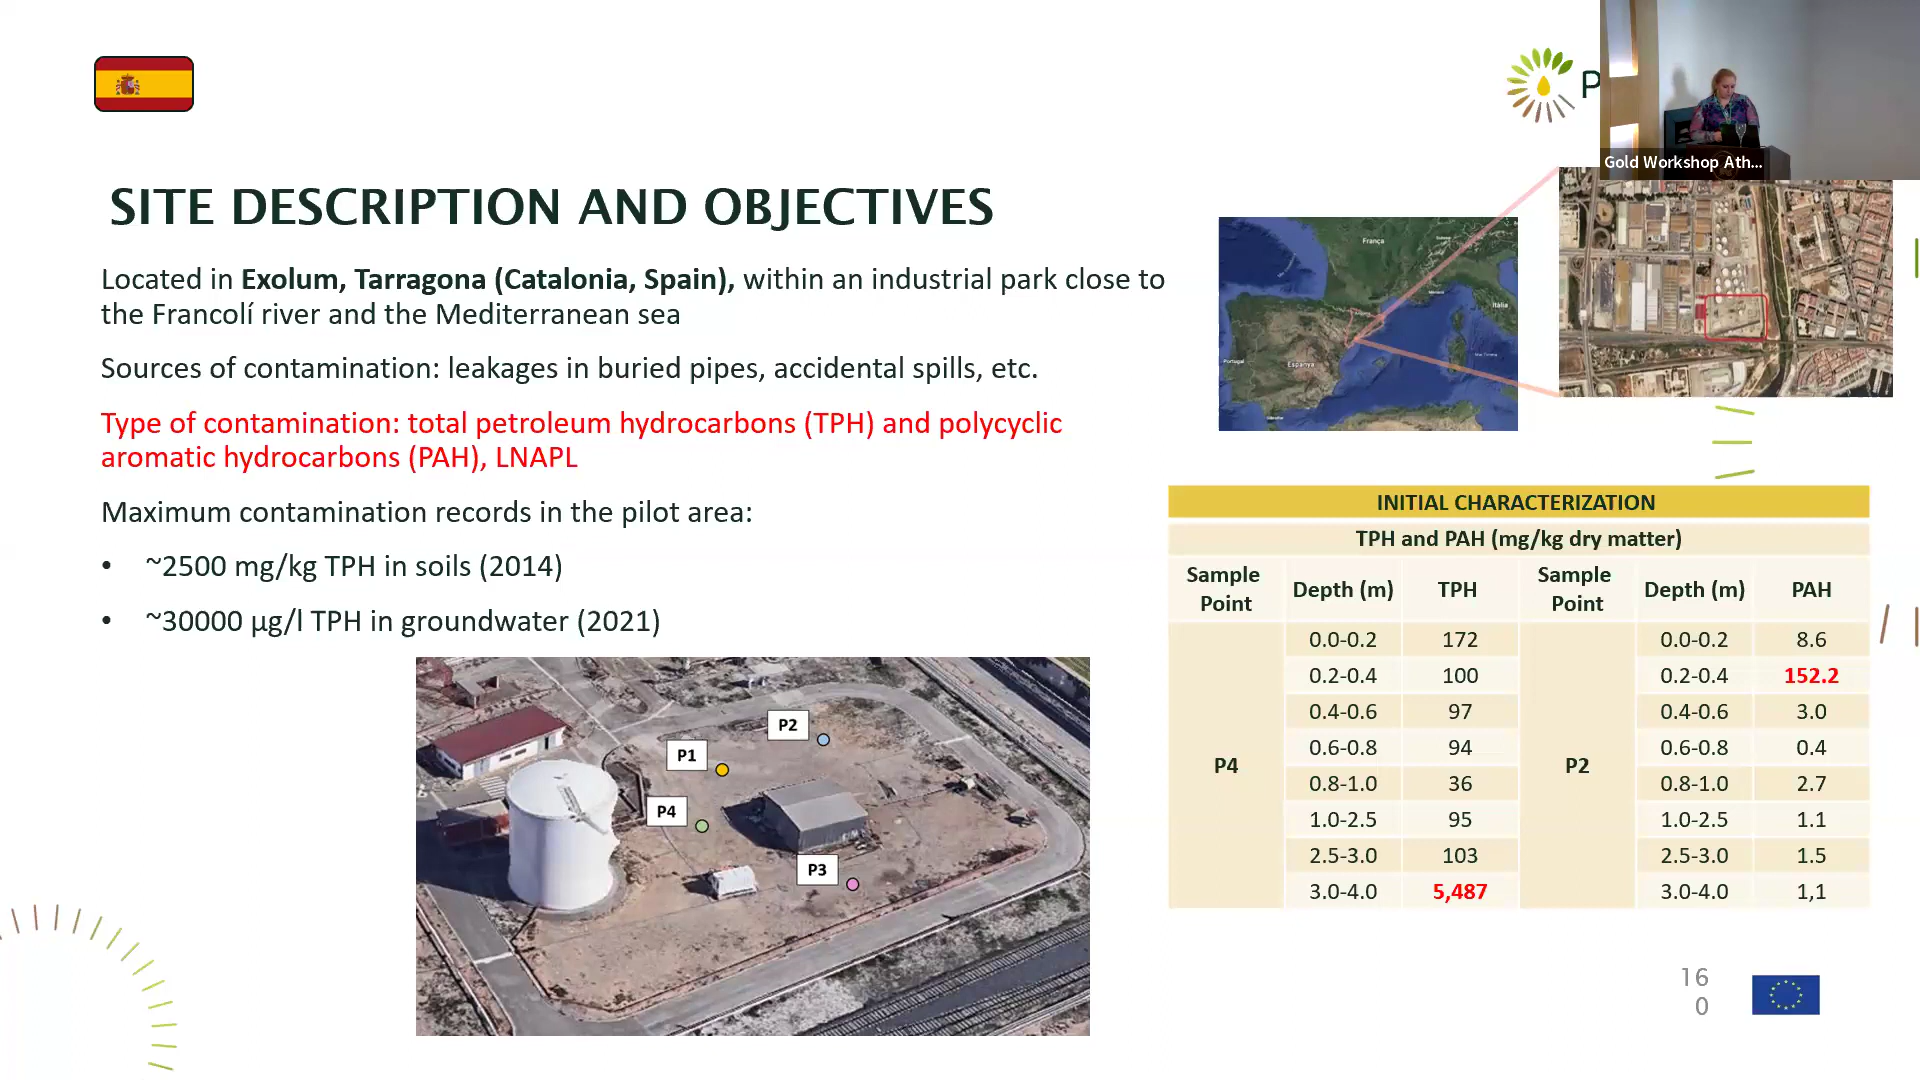 P
Gold Workshop Ath...
SITE DESCRIPTION AND OBJECTIVES
Located in Exolum, Tarragona (Catalonia, Spain), within an industrial park close to
the Francolí river and the Mediterranean sea
Sources of contamination: leakages in buried pipes, accidental spills, etc.
Type of contamination: total petroleum hydrocarbons (TPH) and polycyclic
aromatic hydrocarbons (PAH), LNAPL
Maximum contamination records in the pilot area:
• ~2500 mg/kg TPH in soils (2014)
• ~30000 µg/l TPH in groundwater (2021)
França
Itàlia
Portugal
Espanya
P2
P1
P4
P3
INITIAL CHARACTERIZATION
TPH and PAH (mg/kg dry matter)
Sample Point Depth (m) TPH Sample Point Depth (m) PAH
0.0-0.2 172 0.0-0.2 8.6
0.2-0.4 100 0.2-0.4 152.2
0.4-0.6 97 0.4-0.6 3.0
0.6-0.8 94 0.6-0.8 0.4
P4 P2
0.8-1.0 36 0.8-1.0 2.7
1.0-2.5 95 1.0-2.5 1.1
2.5-3.0 103 2.5-3.0 1.5
3.0-4.0 5,487 3.0-4.0 1,1
16
0